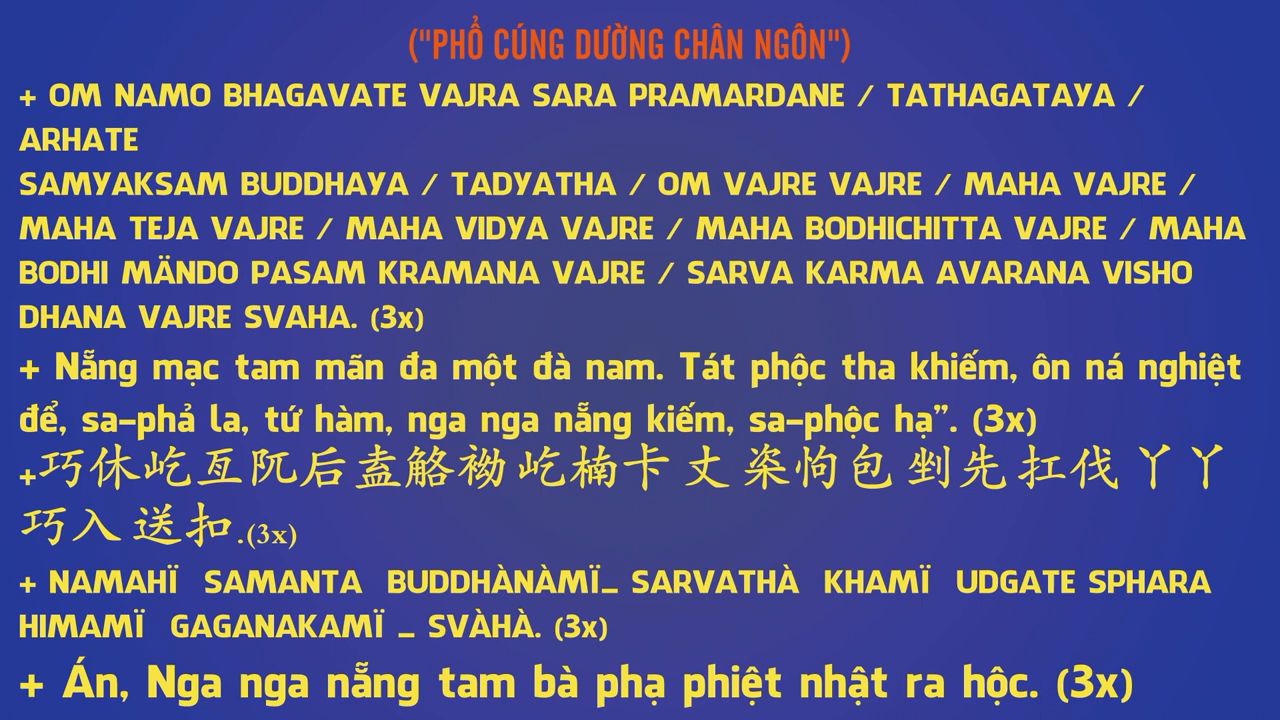 ("PHỔ CÚNG DƯỜNG CHÂN NGÔN")
+ OM NAMO BHAGAVATE VAJRA SARA PRAMARDANE / TATHAGATAYA /
ARHATE
SAMYAKSAM BUDDHAYA / TADYATHA / OM VAJRE VAJRE / MAHA VAJRE /
MAHA TEJA VAJRE / MAHA VIDYA VAJRE / MAHA BODHICHITTA VAJRE / MAHA
BODHI MÄNDO PASAM KRAMANA VAJRE / SARVA KARMA AVARANA VISHO
DHANA VAJRE SVAHA. (3x)
+ Nẵng mạc tam mãn đa một đà nam. Tát phộc tha khiếm, ôn ná nghiệt
để, sa-phả la, tứ hàm, nga nga nẵng kiếm, sa-phộc hạ”. (3x)
+巧休屹亙阢后盍觡袎屹楠卡丈桼怐包剉先扛伐丫丫
巧入送扣.(3x)
+ NAMAHÏ SAMANTA BUDDHÀNÀMÏ_ SARVATHÀ KHAMÏ UDGATE SPHARA
HIMAMÏ GAGANAKAMÏ _ SVÀHÀ. (3x)
+ Án, Nga nga nẵng tam bà phạ phiệt nhật ra hộc. (3x)